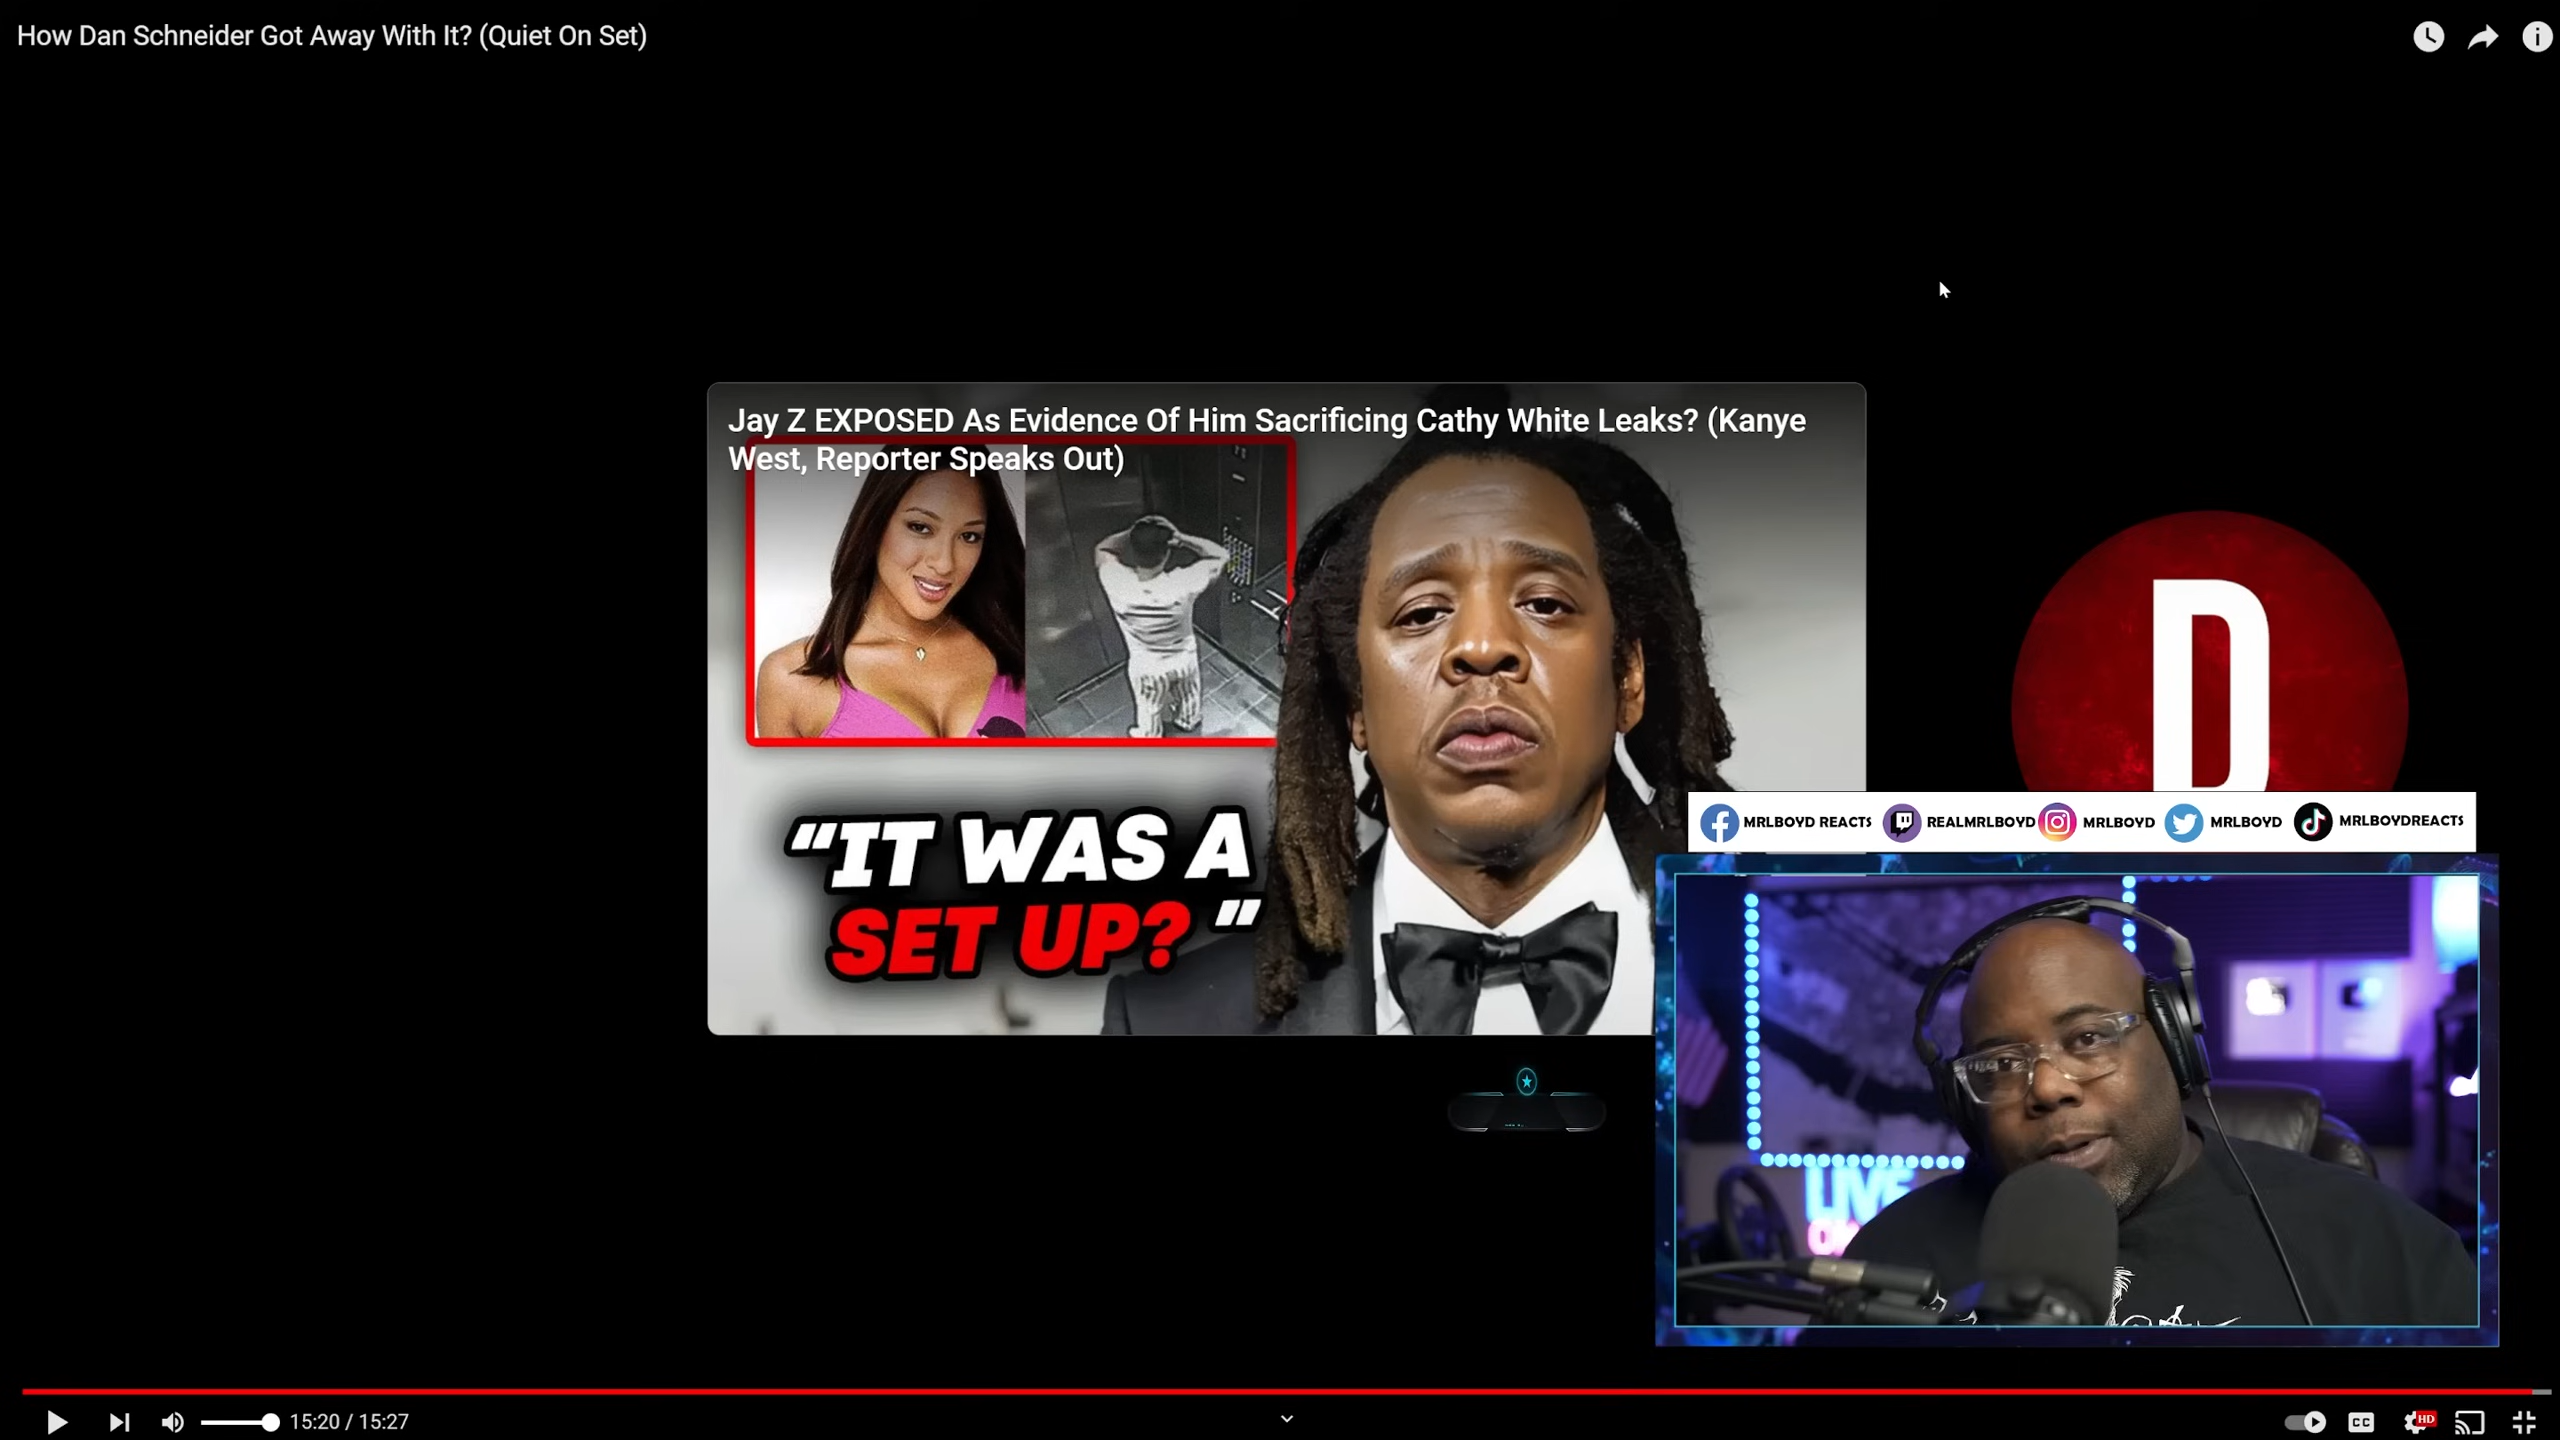 How Dan Schneider Got Away With It? (Quiet On Set)
Jay Z EXPOSED As Evidence Of Him Sacrificing Cathy White Leaks? (Kanye
West, Reporter Speaks Out)
"IT WAS A
SET UP? "
D
MRLBOYD REACTS REALMRLBOYD MRLBOYD MRLBOYD MRLBOYDREACTS
LIVE
15:20 / 15:27
CC
HD